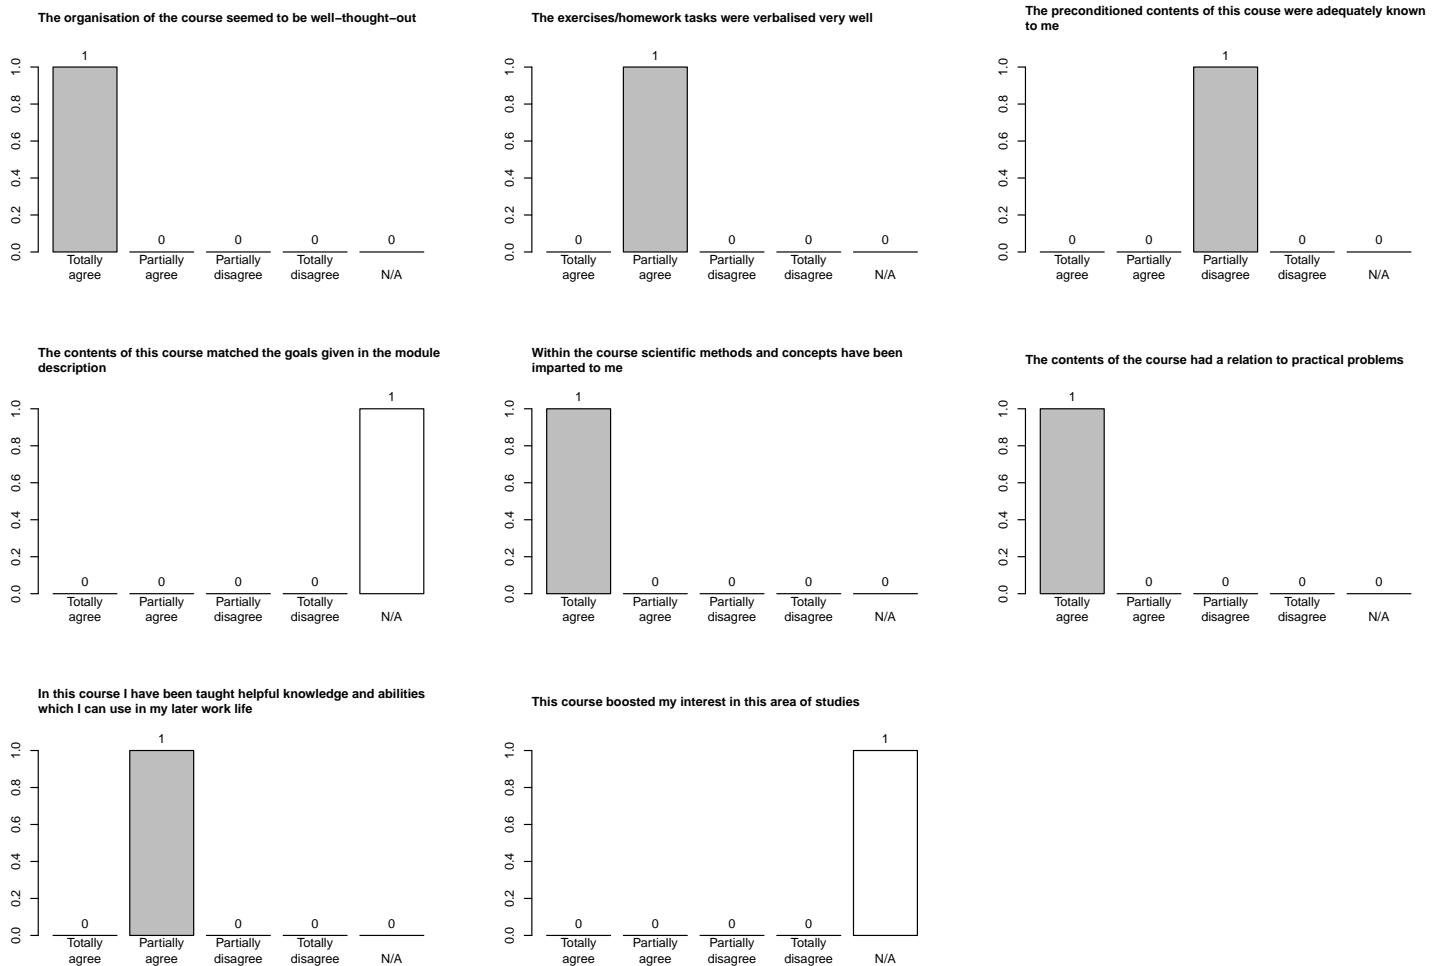 The organisation of the course seemed to be well−thought−out
1
0 0 0 0
0.0 0.2 0.4 0.6 0.8 1.0
Totally Partially Partially Totally
agree agree disagree disagree N/A
The exercises/homework tasks were verbalised very well
1
0 0 0 0
0.0 0.2 0.4 0.6 0.8 1.0
Totally Partially Partially Totally
agree agree disagree disagree N/A
The preconditioned contents of this couse were adequately known
to me
1
0 0 0 0
0.0 0.2 0.4 0.6 0.8 1.0
Totally Partially Partially Totally
agree agree disagree disagree N/A
The contents of this course matched the goals given in the module
description
1
0 0 0 0
0.0 0.2 0.4 0.6 0.8 1.0
Totally Partially Partially Totally
agree agree disagree disagree N/A
Within the course scientific methods and concepts have been
imparted to me
1
0 0 0 0
0.0 0.2 0.4 0.6 0.8 1.0
Totally Partially Partially Totally
agree agree disagree disagree N/A
The contents of the course had a relation to practical problems
1
0 0 0 0
0.0 0.2 0.4 0.6 0.8 1.0
Totally Partially Partially Totally
agree agree disagree disagree N/A
In this course I have been taught helpful knowledge and abilities
which I can use in my later work life
1
0 0 0 0
0.0 0.2 0.4 0.6 0.8 1.0
Totally Partially Partially Totally
agree agree disagree disagree N/A
This course boosted my interest in this area of studies
1
0 0 0 0
0.0 0.2 0.4 0.6 0.8 1.0
Totally Partially Partially Totally
agree agree disagree disagree N/A